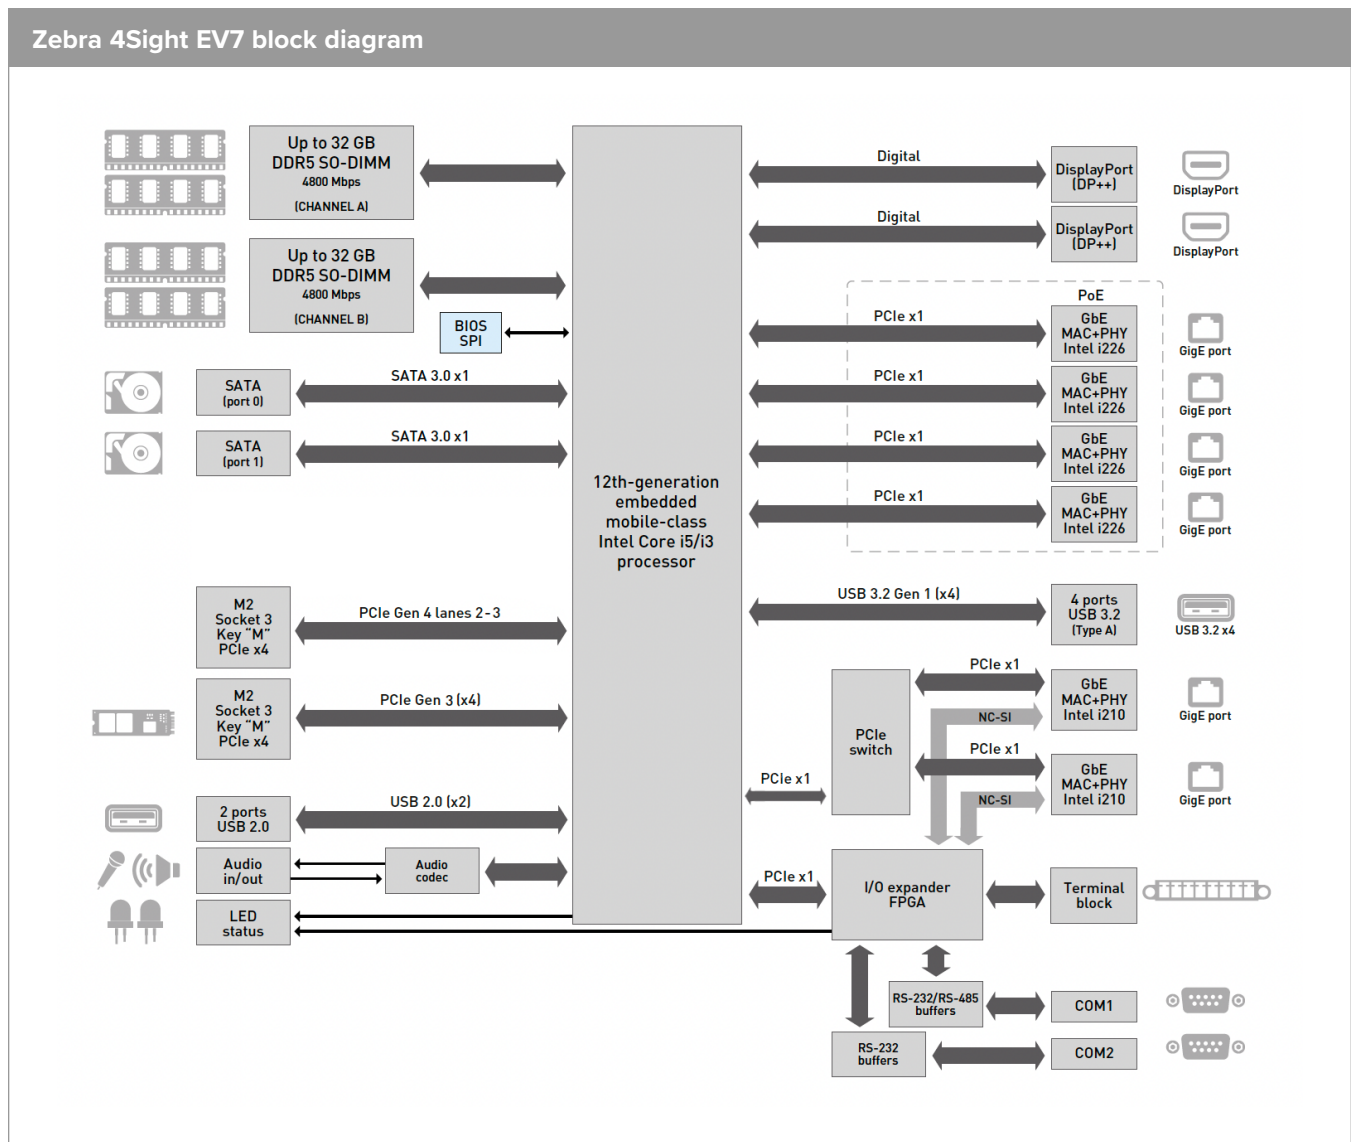 Zebra 4Sight EV7 block diagram
Up to 32 GB
DDR5 SO-DIMM
4800 Mbps
(CHANNEL A)
Up to 32 GB
DDR5 SO-DIMM
4800 Mbps
(CHANNEL B)
BIOS
SPI
SATA
(port 0)
SATA 3.0 x1
SATA
(port 1)
SATA 3.0 x1
M2
Socket 3
Key “M”
PCIe x4
PCIe Gen 4 lanes 2-3
M2
Socket 3
Key “M”
PCIe x4
PCIe Gen 3 (x4)
2 ports
USB 2.0
USB 2.0 (x2)
Audio
in/out
Audio
codec
LED
status
12th-generation
embedded
mobile-class
Intel Core i5/i3
processor
Digital
DisplayPort
(DP++)
DisplayPort
Digital
DisplayPort
(DP++)
DisplayPort
PoE
PCIe x1
GbE
MAC+PHY
Intel i226
GigE port
PCIe x1
GbE
MAC+PHY
Intel i226
GigE port
PCIe x1
GbE
MAC+PHY
Intel i226
GigE port
PCIe x1
GbE
MAC+PHY
Intel i226
GigE port
USB 3.2 Gen 1 (x4)
4 ports
USB 3.2
(Type A)
USB 3.2 x4
PCIe x1
PCIe
switch
PCIe x1
NC-SI
GbE
MAC+PHY
Intel i210
GigE port
PCIe x1
NC-SI
GbE
MAC+PHY
Intel i210
GigE port
PCIe x1
I/O expander
FPGA
Terminal
block
RS-232/RS-485
buffers
COM1
RS-232
buffers
COM2